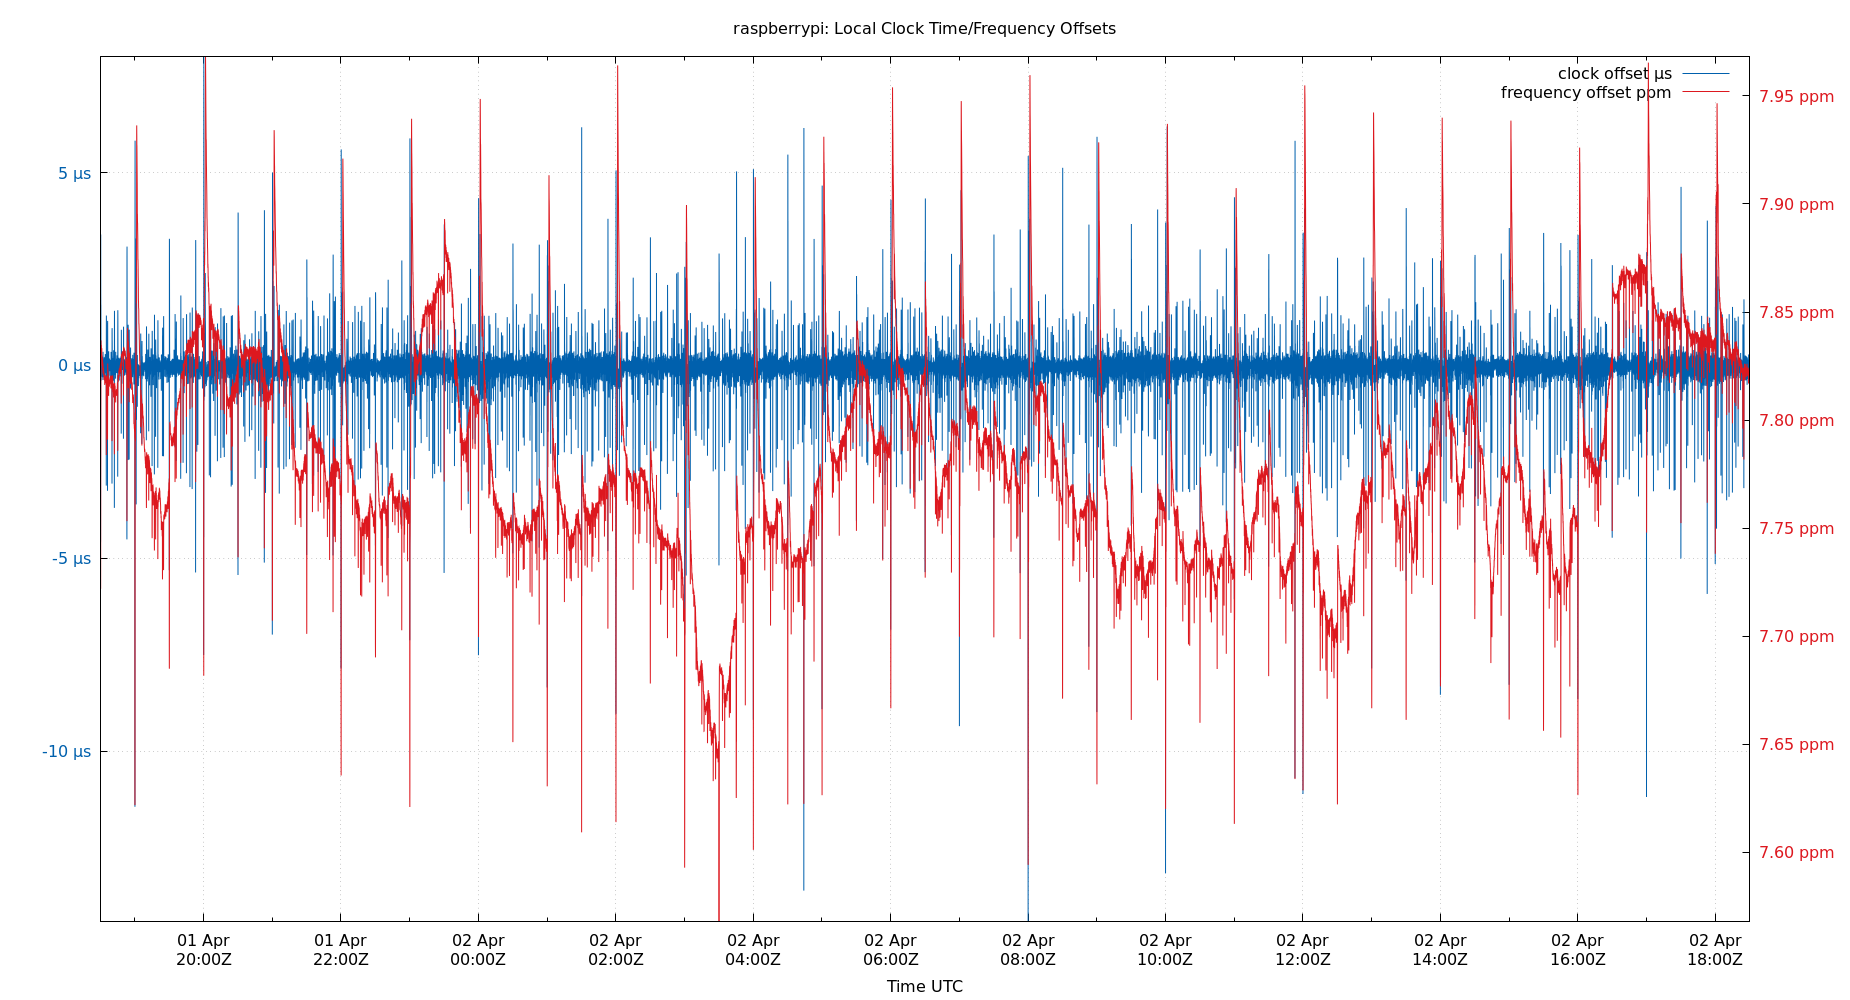 raspberrypi: Local Clock Time/Frequency Offsets
clock offset µs
frequency offset ppm
5 µs
0 µs
-5 µs
-10 µs
7.95 ppm
7.90 ppm
7.85 ppm
7.80 ppm
7.75 ppm
7.70 ppm
7.65 ppm
7.60 ppm
01 Apr 01 Apr 02 Apr 02 Apr 02 Apr 02 Apr 02 Apr 02 Apr 02 Apr 02 Apr 02 Apr 02 Apr
20:00Z 22:00Z 00:00Z 02:00Z 04:00Z 06:00Z 08:00Z 10:00Z 12:00Z 14:00Z 16:00Z 18:00Z
Time UTC